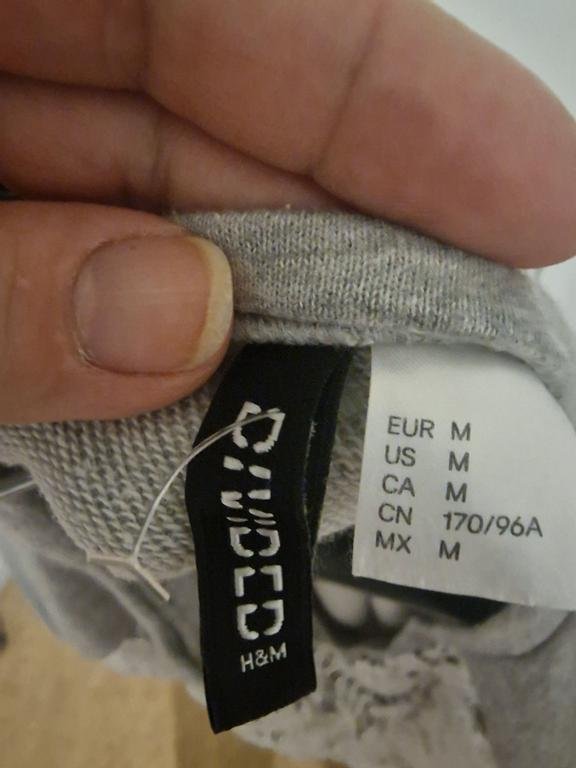 DIVIDED
H&M
EUR M
US M
CA M
CN 170/96A
MX M